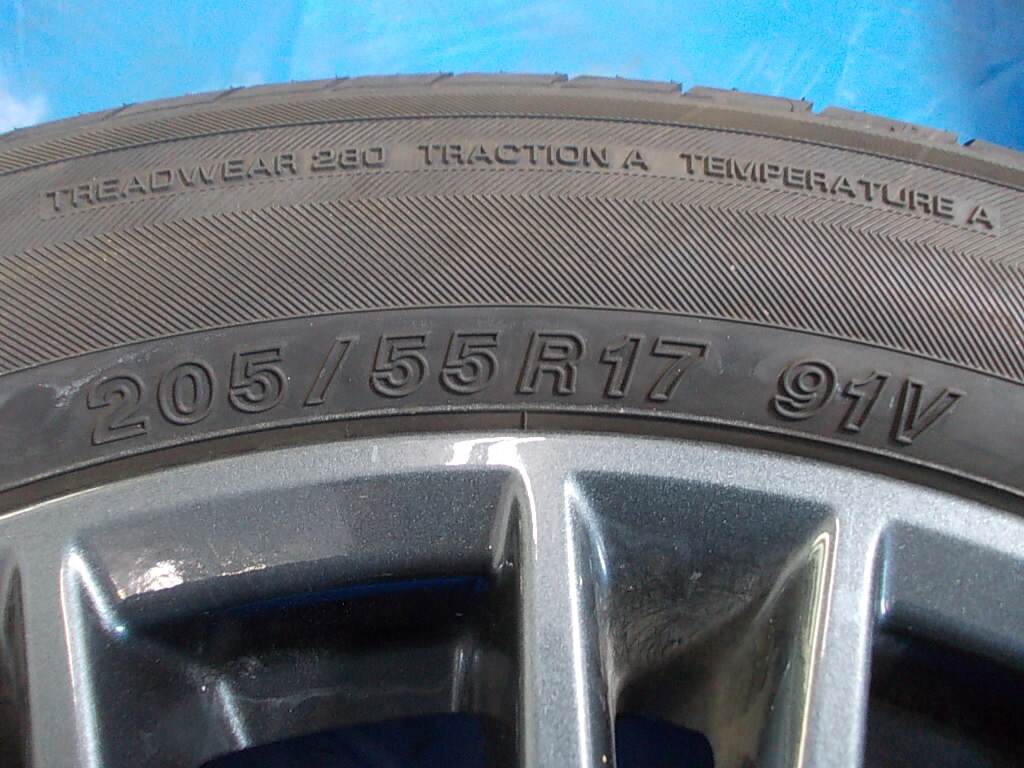 TREADWEAR 280 TRACTION A TEMPERATURE A
205/55R17 91V